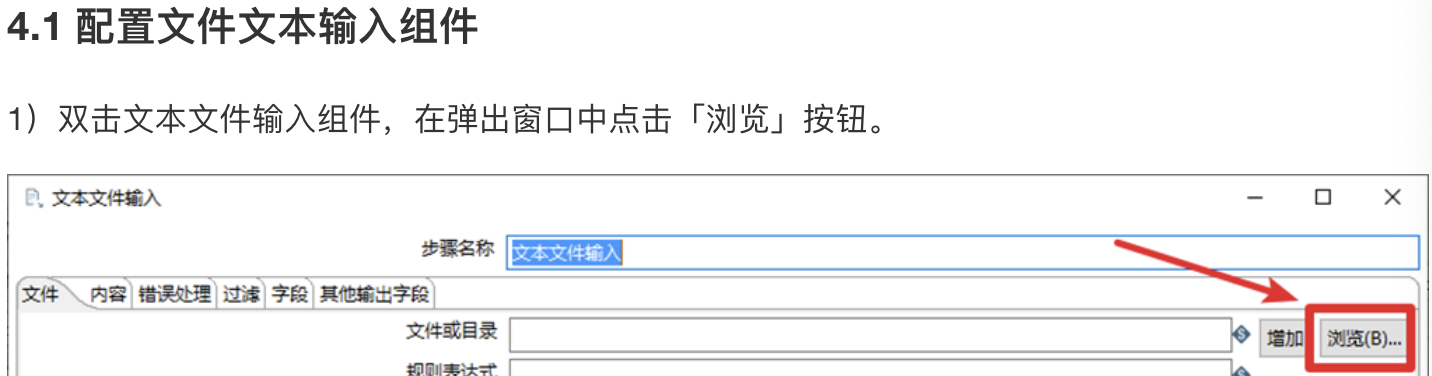 4.1 配置文件文本输入组件
1）双击文本文件输入组件，在弹出窗口中点击「浏览」按钮。
文本文件输入
步骤名称 文本文件输入
文件 内容 错误处理 过滤 字段 其他输出字段
文件或目录 增加 浏览(B)...
规则表达式